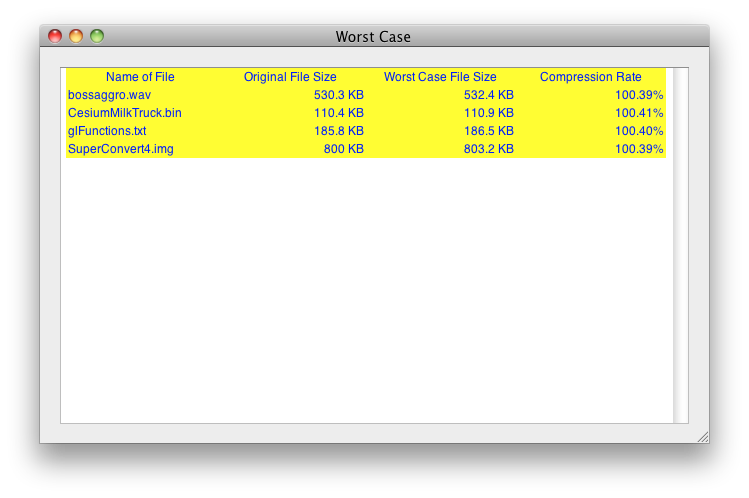 Worst Case
Name of File Original File Size Worst Case File Size Compression Rate
bossaggro.wav 530.3 KB 532.4 KB 100.39%
CesiumMilkTruck.bin 110.4 KB 110.9 KB 100.41%
glFunctions.txt 185.8 KB 186.5 KB 100.40%
SuperConvert4.img 800 KB 803.2 KB 100.39%